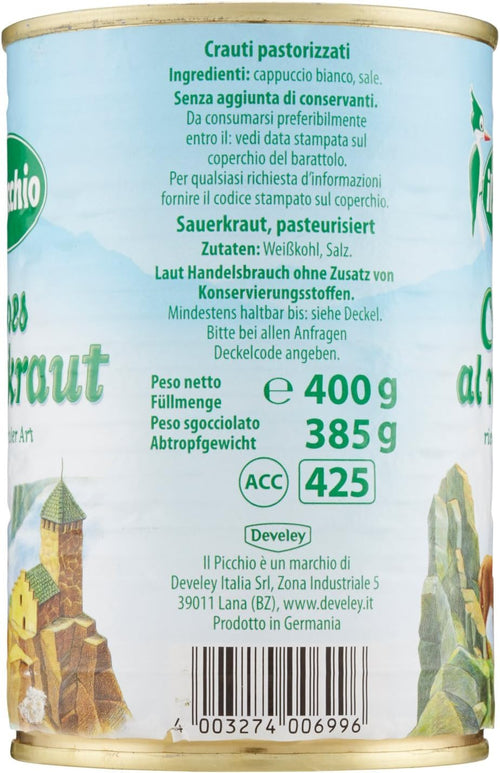 Crauti pastorizzati
Ingredienti: cappuccio bianco, sale.
Senza aggiunta di conservanti.
Da consumarsi preferibilmente
entro il: vedi data stampata sul
coperchio del barattolo.
Per qualsiasi richiesta d'informazioni
fornire il codice stampato sul coperchio.
Sauerkraut, pasteurisiert
Zutaten: Weißkohl, Salz.
Laut Handelsbrauch ohne Zusatz von
Konservierungsstoffen.
Mindestens haltbar bis: siehe Deckel.
Bitte bei allen Anfragen
Deckelcode angeben.
kraut
Art
al
Peso netto
Füllmenge
℮ 400 g
Peso sgocciolato
Abtropfgewicht
385 g
ACC 425
Develey
Il Picchio è un marchio di
Develey Italia Srl, Zona Industriale 5
39011 Lana (BZ), www.develey.it
Prodotto in Germania
4 003274 006996